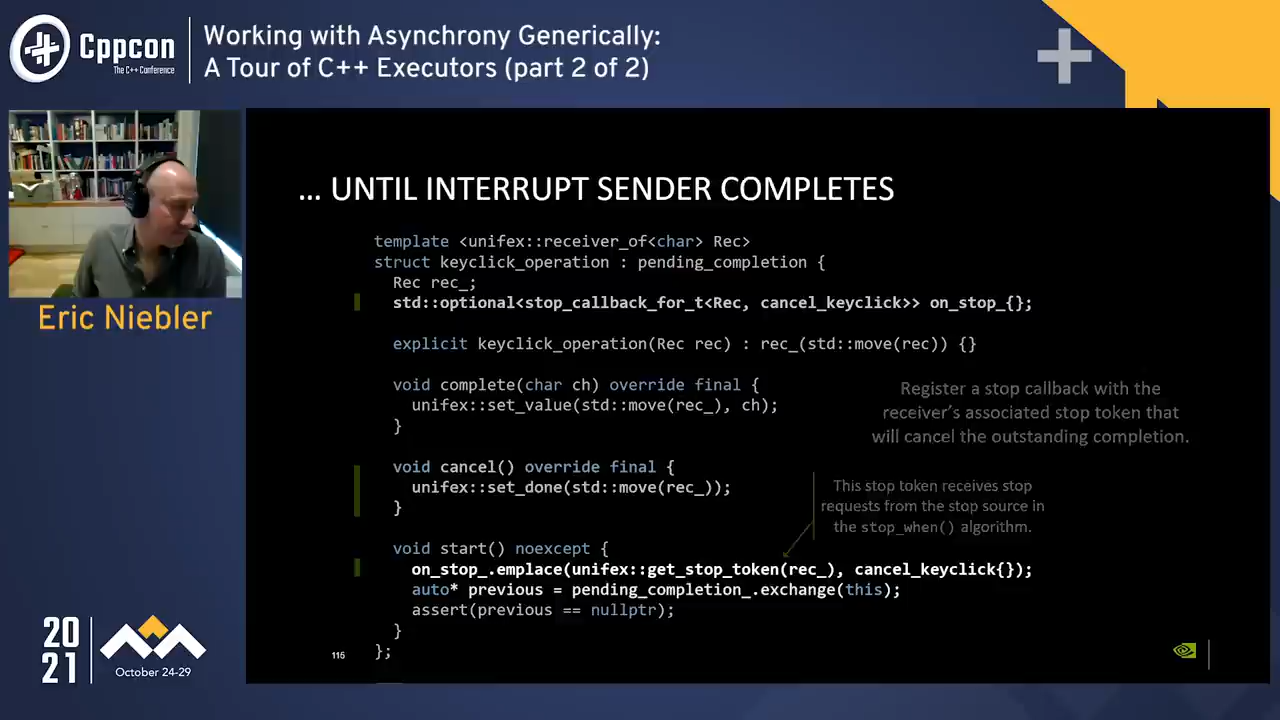 Cppcon
The C++ Conference
Working with Asynchrony Generically:
A Tour of C++ Executors (part 2 of 2)
Eric Niebler
20
21
October 24-29
... UNTIL INTERRUPT SENDER COMPLETES
template <unifex::receiver_of<char> Rec>
struct keyclick_operation : pending_completion {
Rec rec_;
std::optional<stop_callback_for_t<Rec, cancel_keyclick>> on_stop_{};
explicit keyclick_operation(Rec rec) : rec_(std::move(rec)) {}
void complete(char ch) override final {
unifex::set_value(std::move(rec_), ch);
}
void cancel() override final {
unifex::set_done(std::move(rec_));
}
void start() noexcept {
on_stop_.emplace(unifex::get_stop_token(rec_), cancel_keyclick{});
auto* previous = pending_completion_.exchange(this);
assert(previous == nullptr);
}
};
Register a stop callback with the
receiver's associated stop token that
will cancel the outstanding completion.
This stop token receives stop
requests from the stop source in
the stop_when() algorithm.
116